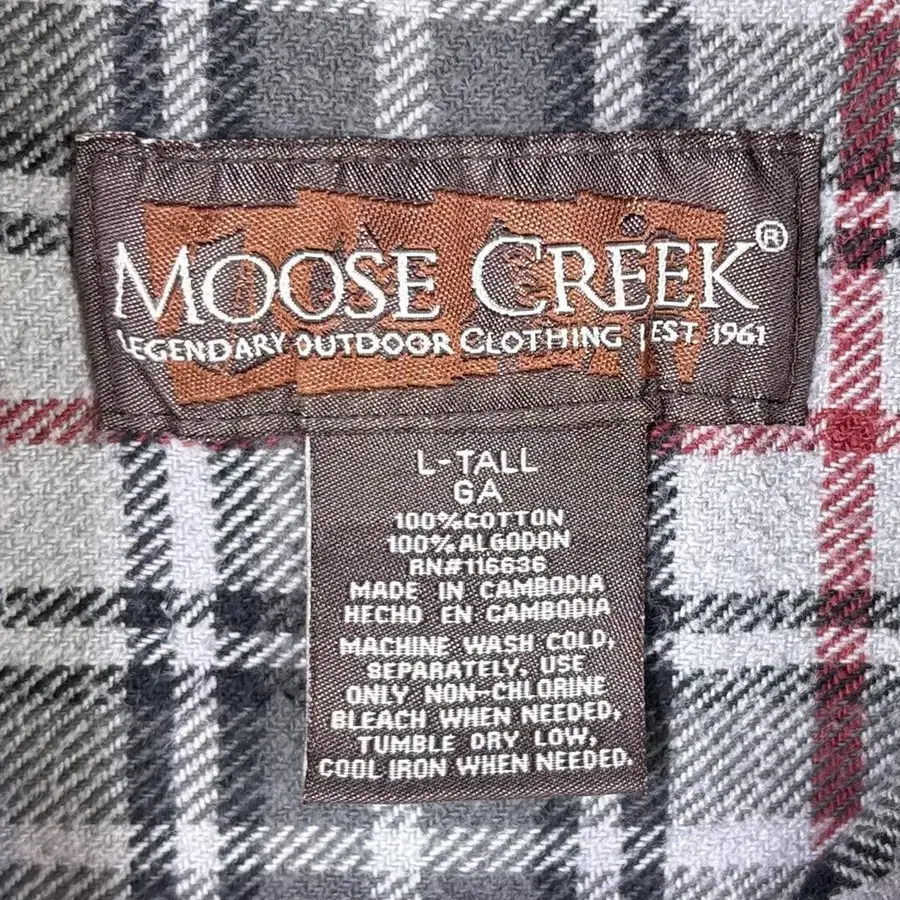 MOOSE CREEK®
LEGENDARY OUTDOOR CLOTHING | EST. 1961
L-TALL
GA
100% COTTON
100% ALGODON
RN#116636
MADE IN CAMBODIA
HECHO EN CAMBODIA
MACHINE WASH COLD,
SEPARATELY, USE
ONLY NON-CHLORINE
BLEACH WHEN NEEDED,
TUMBLE DRY LOW,
COOL IRON WHEN NEEDED.